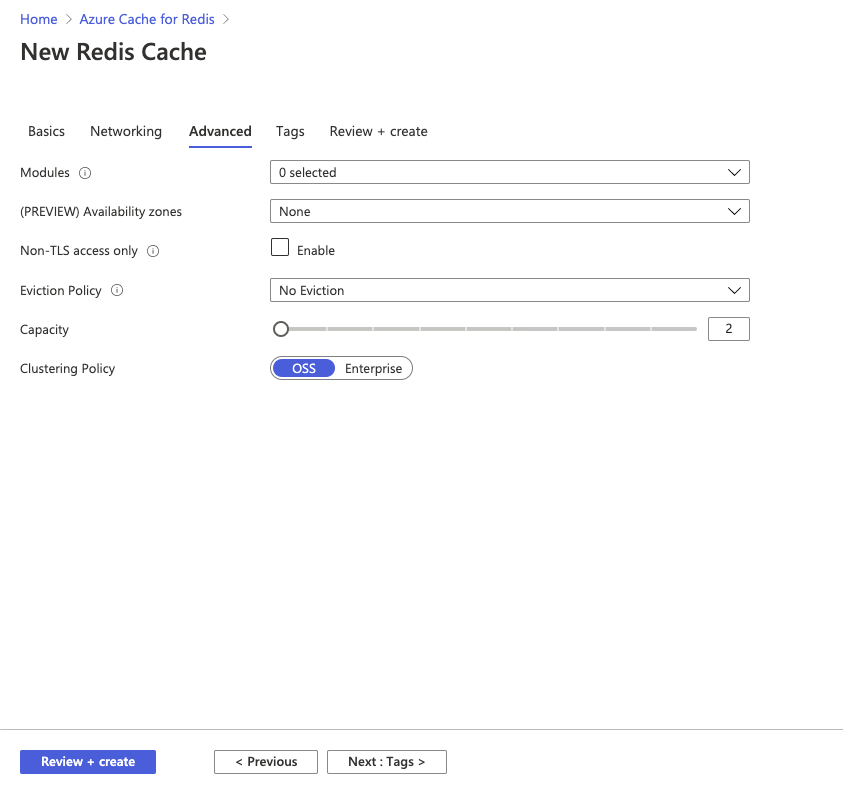 Home > Azure Cache for Redis >
New Redis Cache
Basics Networking Advanced Tags Review + create
Modules 0 selected
(PREVIEW) Availability zones None
Non-TLS access only Enable
Eviction Policy No Eviction
Capacity 2
Clustering Policy OSS Enterprise
Review + create < Previous Next : Tags >